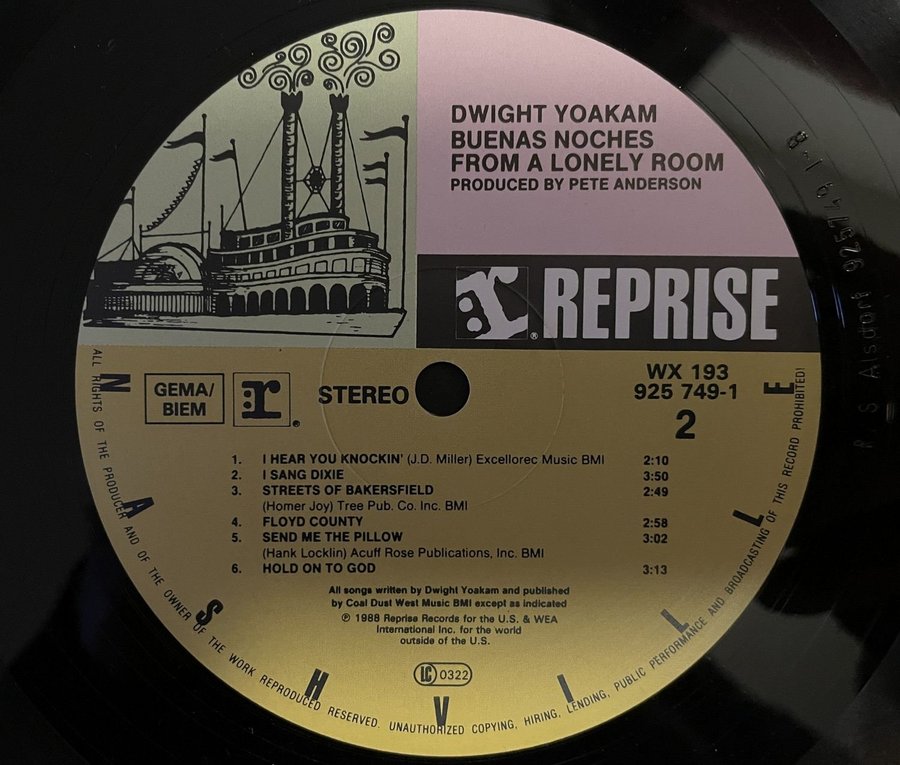 DWIGHT YOAKAM
BUENAS NOCHES
FROM A LONELY ROOM
PRODUCED BY PETE ANDERSON
r® REPRISE
GEMA/
BIEM
r®
STEREO
WX 193
925 749-1
2
1. I HEAR YOU KNOCKIN' (J.D. Miller) Excellorec Music BMI 2:10
2. I SANG DIXIE 3:50
3. STREETS OF BAKERSFIELD 2:49
(Homer Joy) Tree Pub. Co. Inc. BMI
4. FLOYD COUNTY 2:58
5. SEND ME THE PILLOW 3:02
(Hank Locklin) Acuff Rose Publications, Inc. BMI
6. HOLD ON TO GOD 3:13
All songs written by Dwight Yoakam and published
by Coal Dust West Music BMI except as indicated
℗ 1988 Reprise Records for the U.S. & WEA
International Inc. for the world
outside of the U.S.
LC 0322
NASHVILLE
ALL RIGHTS OF THE PRODUCER AND OF THE OWNER OF THE WORK REPRODUCED RESERVED. UNAUTHORIZED COPYING, HIRING, LENDING, PUBLIC PERFORMANCE AND BROADCASTING OF THIS RECORD PROHIBITED!
R/S Alsdorf 925749 1-B